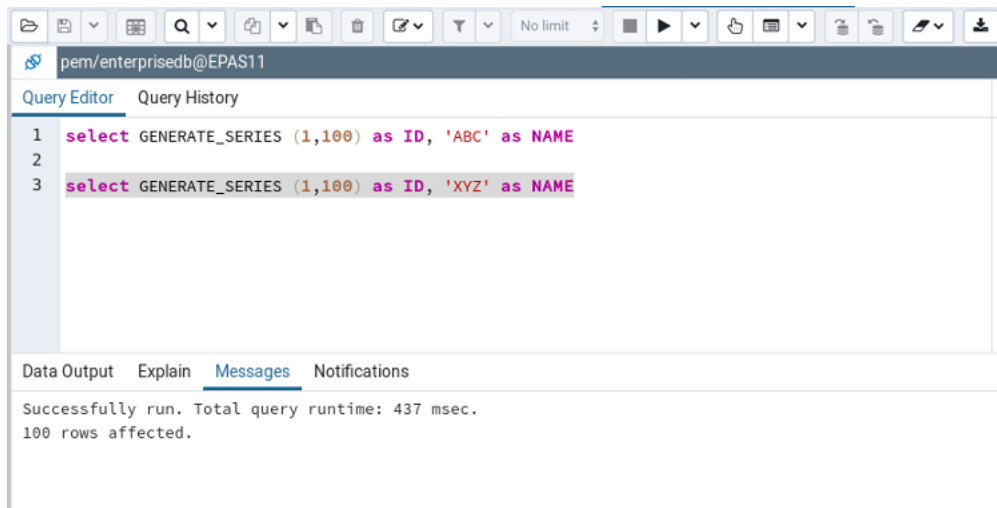 No limit
pem/enterprisedb@EPAS11
Query Editor Query History
1 select GENERATE_SERIES (1,100) as ID, 'ABC' as NAME
2
3 select GENERATE_SERIES (1,100) as ID, 'XYZ' as NAME
Data Output Explain Messages Notifications
Successfully run. Total query runtime: 437 msec.
100 rows affected.